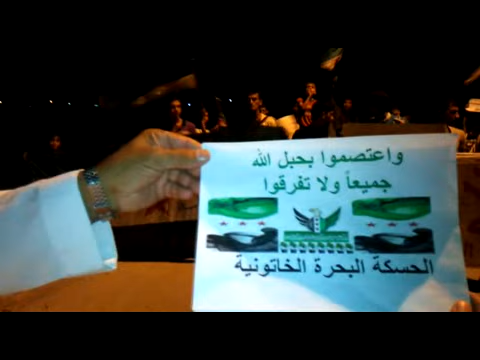 واعتصموا بحبل الله
جميعاً ولا تفرقوا
الحسكة البحرة الخاتونية